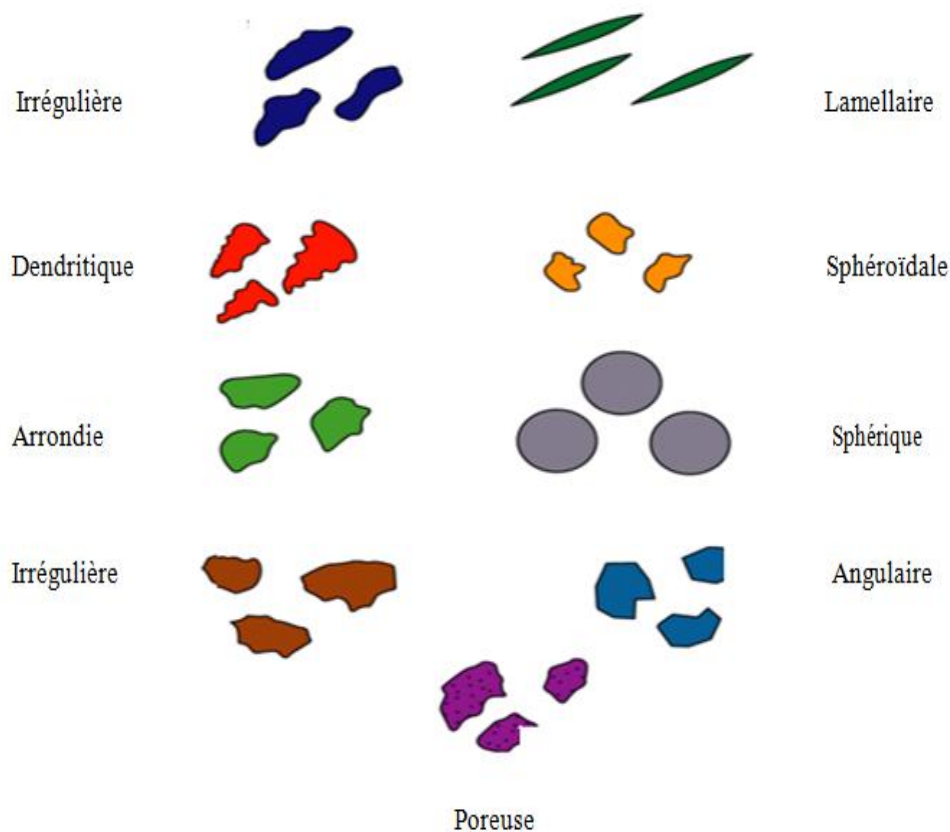 Irrégulière
Lamellaire
Dendritique
Sphéroïdale
Arrondie
Sphérique
Irrégulière
Angulaire
Poreuse